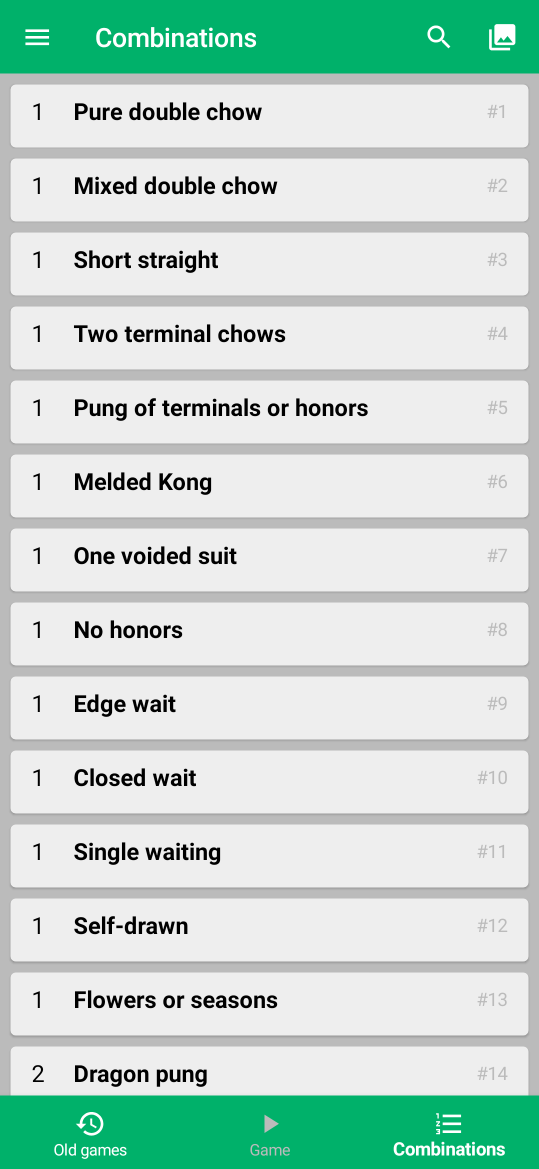 Combinations
1 Pure double chow #1
1 Mixed double chow #2
1 Short straight #3
1 Two terminal chows #4
1 Pung of terminals or honors #5
1 Melded Kong #6
1 One voided suit #7
1 No honors #8
1 Edge wait #9
1 Closed wait #10
1 Single waiting #11
1 Self-drawn #12
1 Flowers or seasons #13
2 Dragon pung #14
Old games Game Combinations